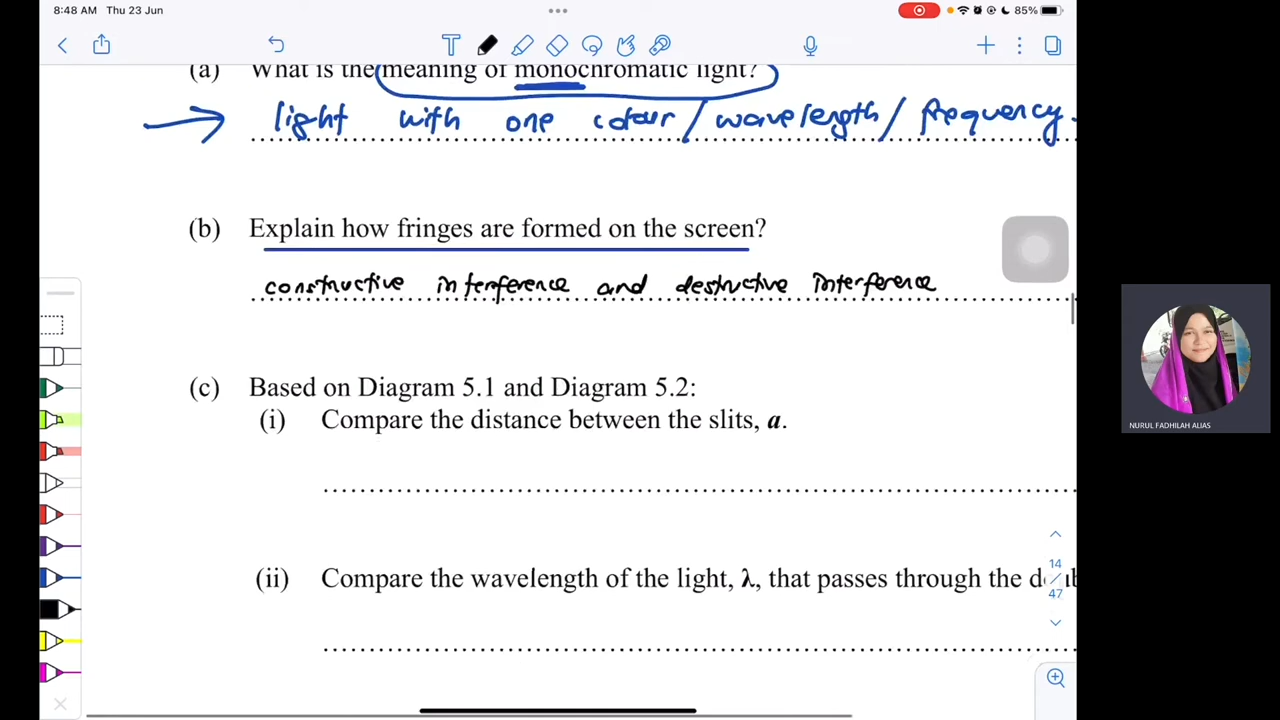 8:48 AM Thu 23 Jun
85%
(a) What is the meaning of monochromatic light?
light with one colour / wavelength / frequency.
(b) Explain how fringes are formed on the screen?
constructive interference and destructive interference
(c) Based on Diagram 5.1 and Diagram 5.2:
(i) Compare the distance between the slits, a.
(ii) Compare the wavelength of the light, λ, that passes through the
14
/
47
NURUL FADHILAH ALIAS